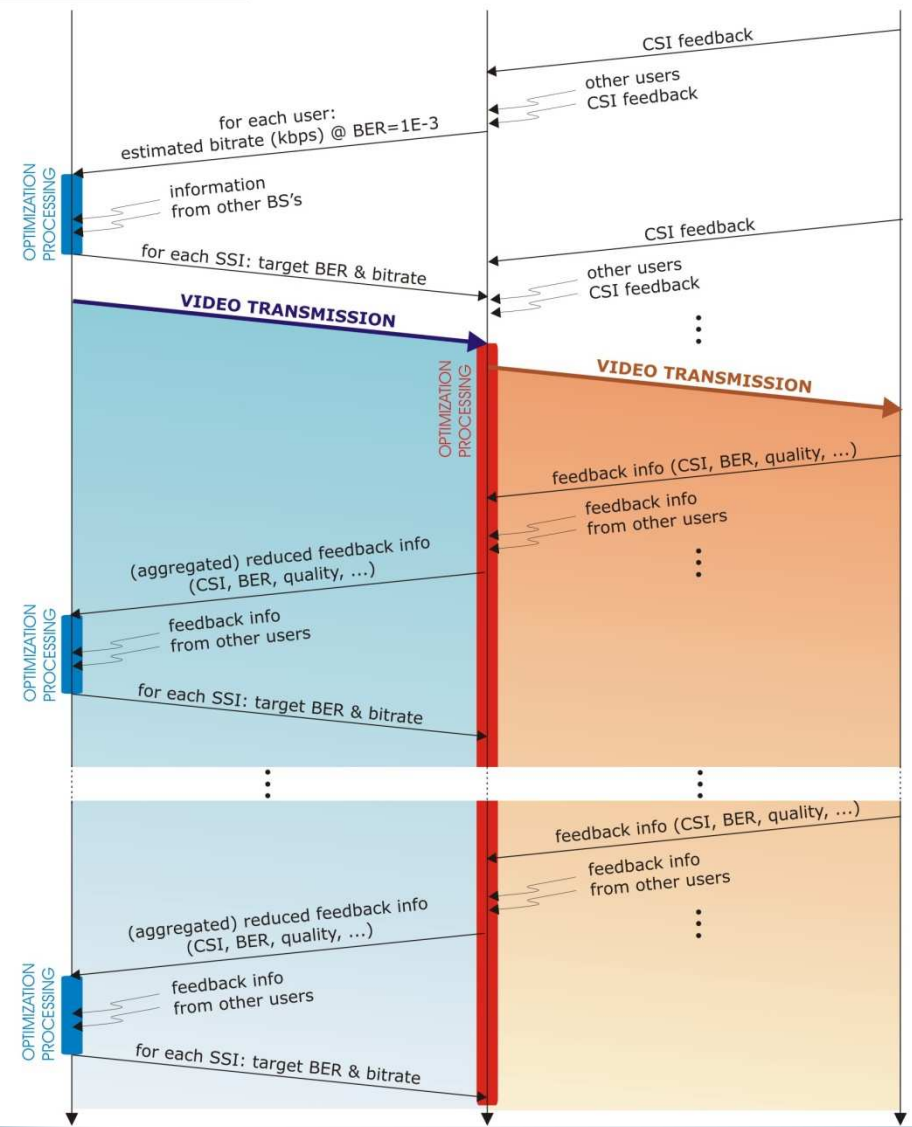 CSI feedback
other users
CSI feedback
for each user:
estimated bitrate (kbps) @ BER=1E-3
OPTIMIZATION
PROCESSING
information
from other BS's
CSI feedback
for each SSI: target BER & bitrate
other users
CSI feedback
VIDEO TRANSMISSION
OPTIMIZATION
PROCESSING
VIDEO TRANSMISSION
feedback info (CSI, BER, quality, ...)
feedback info
from other users
(aggregated) reduced feedback info
(CSI, BER, quality, ...)
OPTIMIZATION
PROCESSING
feedback info
from other users
for each SSI: target BER & bitrate
feedback info (CSI, BER, quality, ...)
feedback info
from other users
(aggregated) reduced feedback info
(CSI, BER, quality, ...)
OPTIMIZATION
PROCESSING
feedback info
from other users
for each SSI: target BER & bitrate